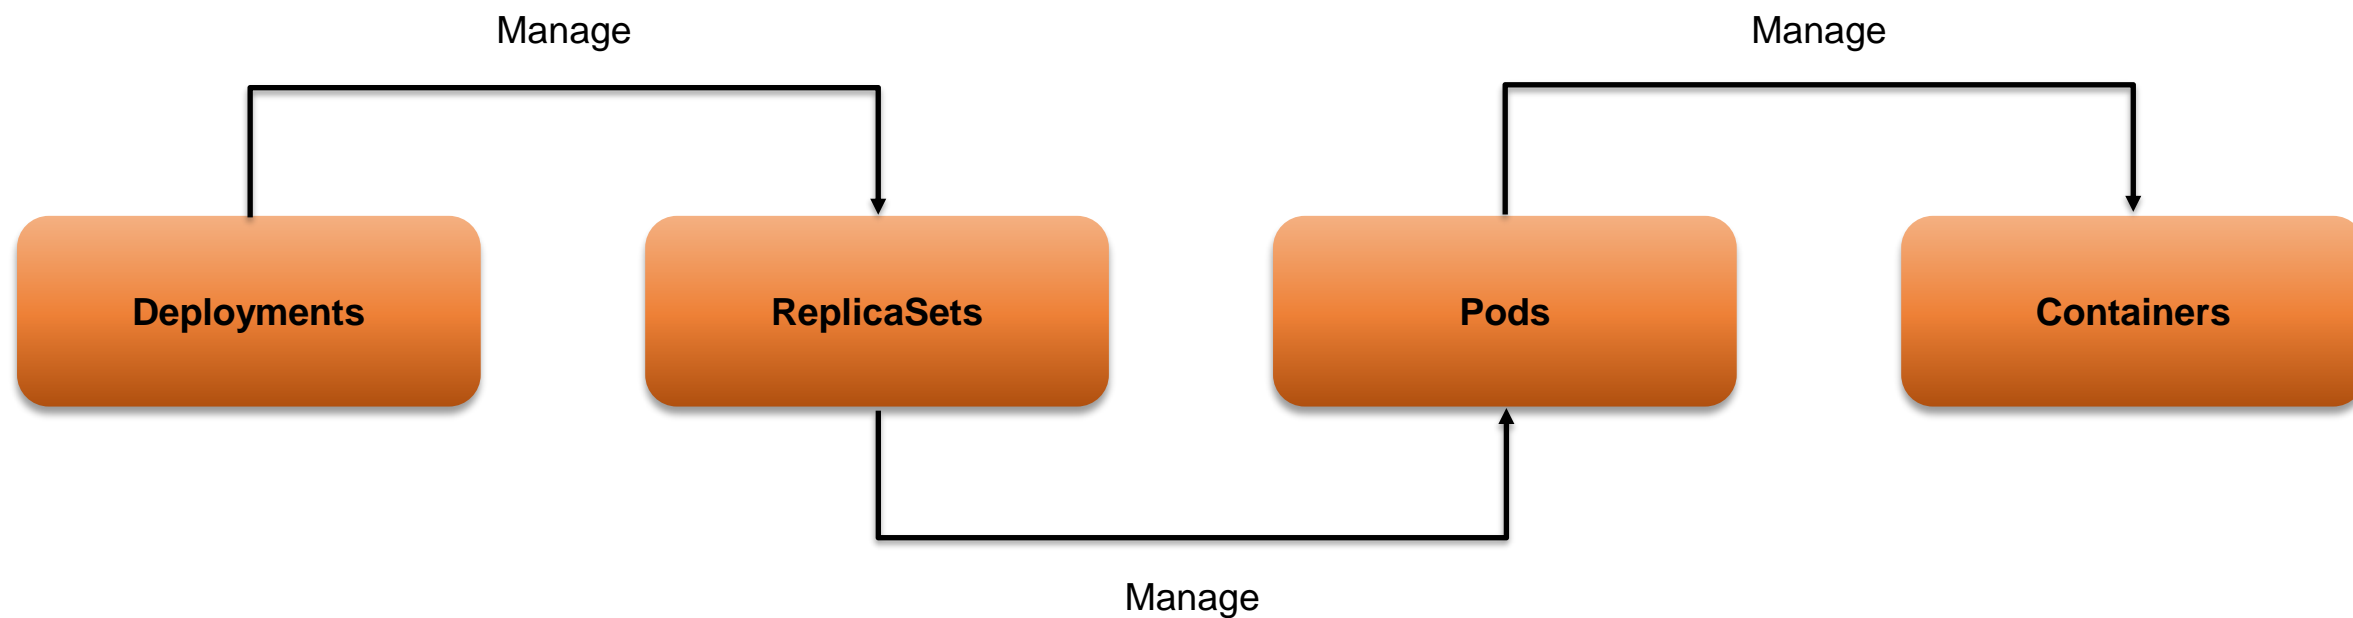 Manage
Manage
Deployments
ReplicaSets
Pods
Containers
Manage